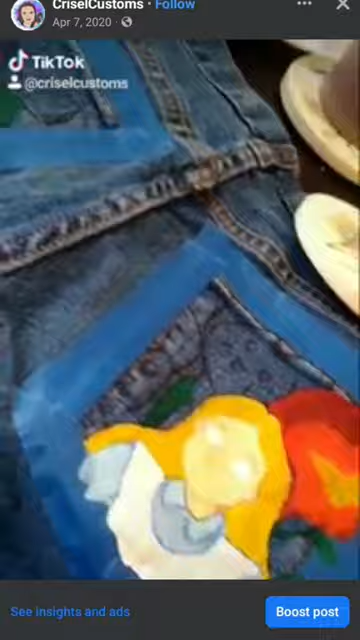 CriselCustoms · Follow
Apr 7, 2020 ·
TikTok
@criselcustoms
See insights and ads
Boost post